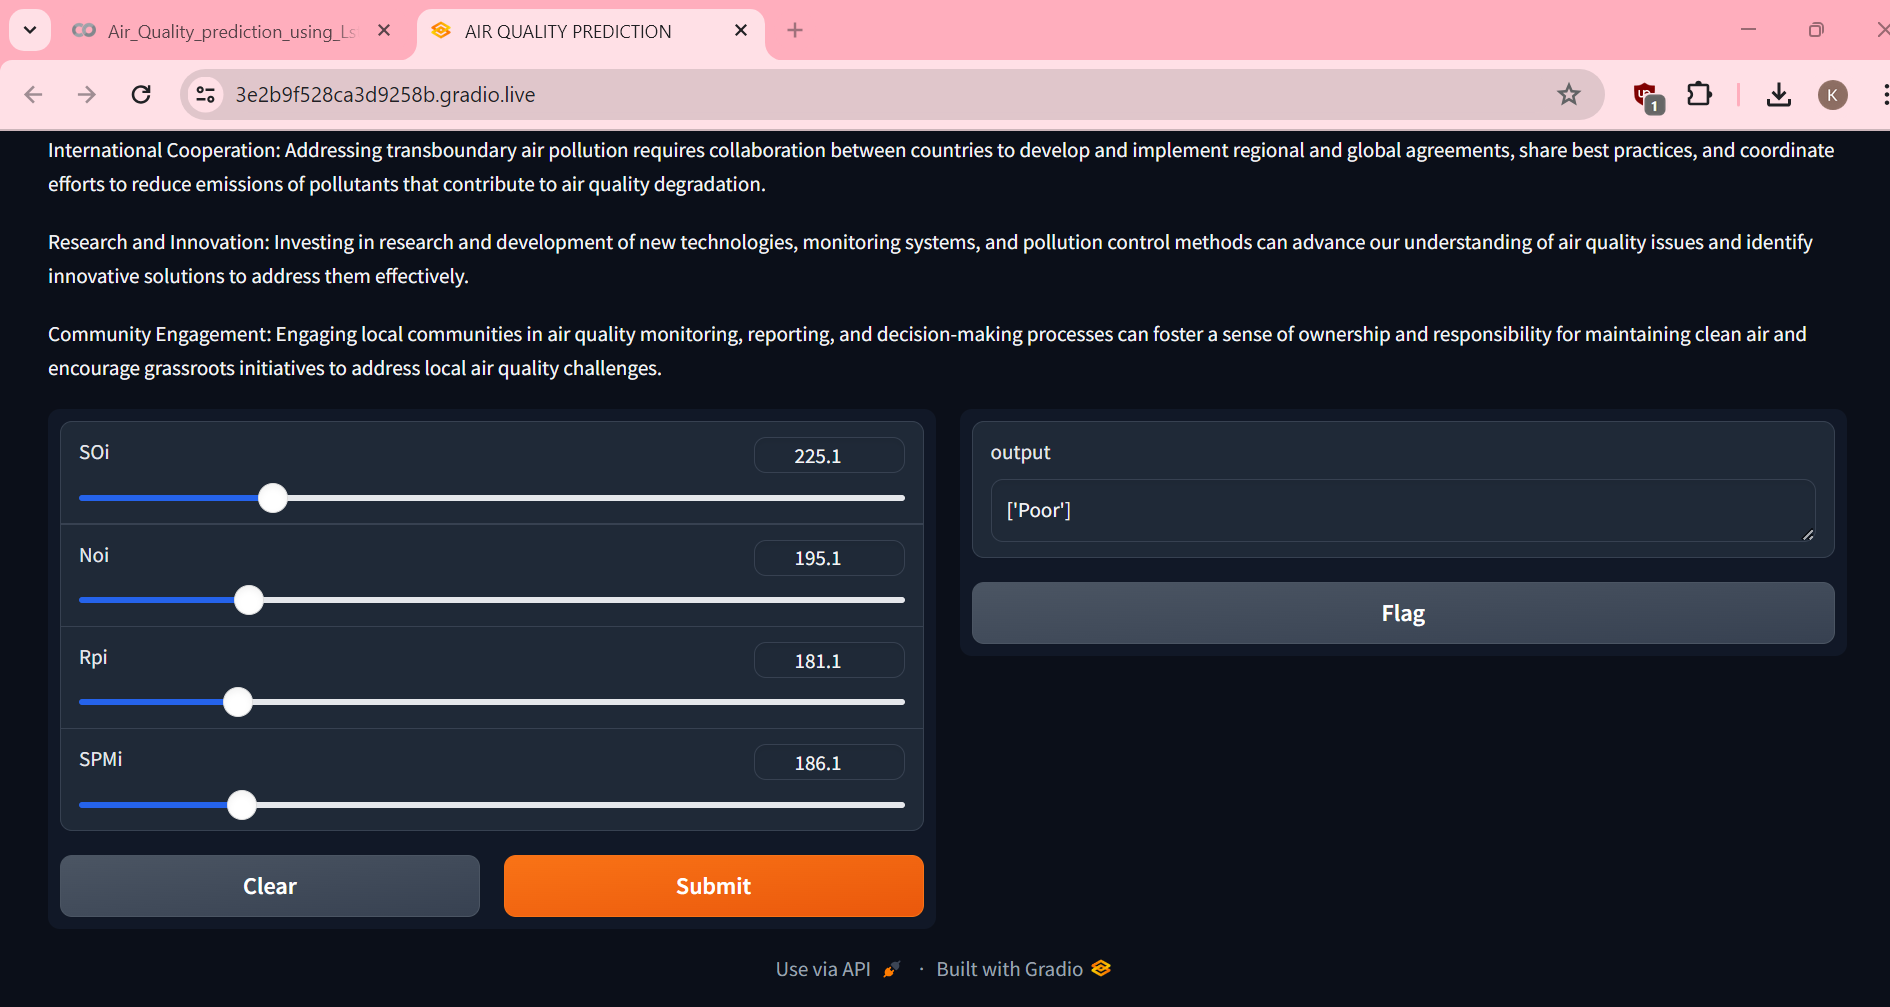 Air_Quality_prediction_using_Ls
AIR QUALITY PREDICTION
3e2b9f528ca3d9258b.gradio.live
1
K
International Cooperation: Addressing transboundary air pollution requires collaboration between countries to develop and implement regional and global agreements, share best practices, and coordinate
efforts to reduce emissions of pollutants that contribute to air quality degradation.
Research and Innovation: Investing in research and development of new technologies, monitoring systems, and pollution control methods can advance our understanding of air quality issues and identify
innovative solutions to address them effectively.
Community Engagement: Engaging local communities in air quality monitoring, reporting, and decision-making processes can foster a sense of ownership and responsibility for maintaining clean air and
encourage grassroots initiatives to address local air quality challenges.
SOi
225.1
Noi
195.1
Rpi
181.1
SPMi
186.1
Clear
Submit
output
['Poor']
Flag
Use via API · Built with Gradio